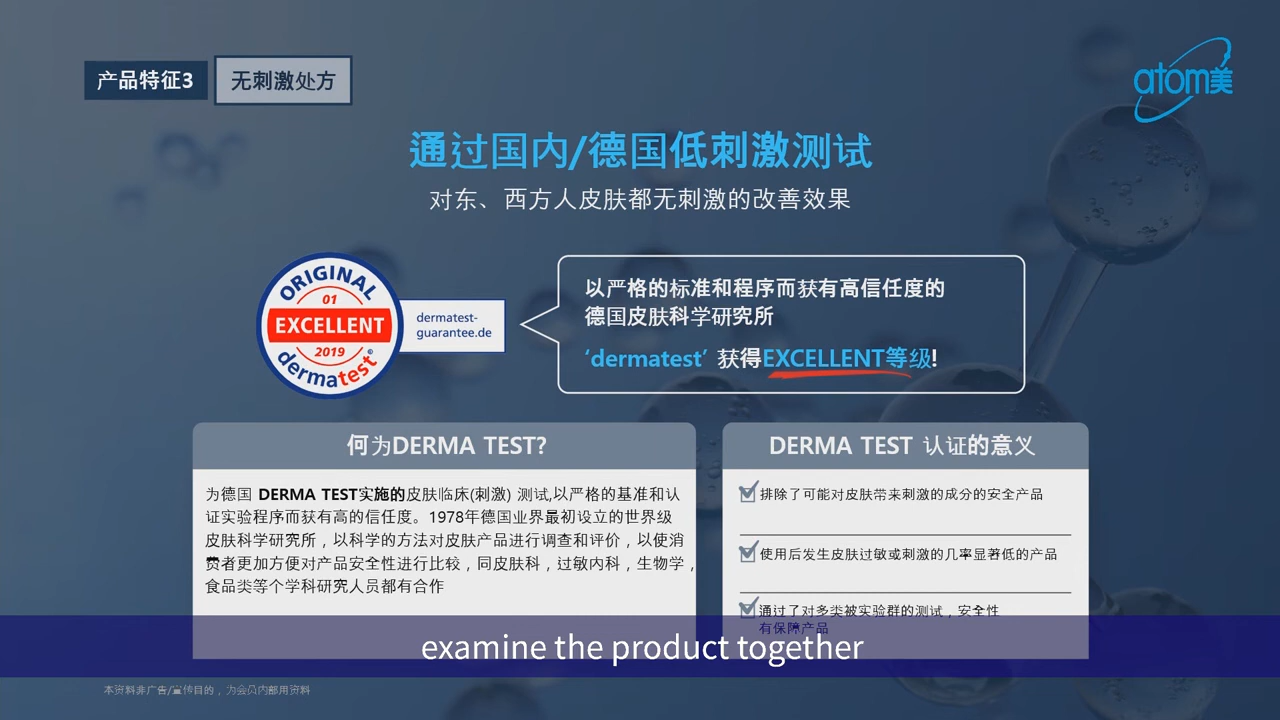 产品特征3
无刺激处方
atom美
通过国内/德国低刺激测试
对东、西方人皮肤都无刺激的改善效果
ORIGINAL
01
EXCELLENT
2019
dermatest®
dermatest-
guarantee.de
以严格的标准和程序而获有高信任度的
德国皮肤科学研究所
‘dermatest’ 获得EXCELLENT等级!
何为DERMA TEST?
为德国 DERMA TEST实施的皮肤临床(刺激) 测试,以严格的基准和认
证实验程序而获有高的信任度。1978年德国业界最初设立的世界级
皮肤科学研究所，以科学的方法对皮肤产品进行调查和评价，以使消
费者更加方便对产品安全性进行比较，同皮肤科，过敏内科，生物学，
食品类等个学科研究人员都有合作
DERMA TEST 认证的意义
排除了可能对皮肤带来刺激的成分的安全产品
使用后发生皮肤过敏或刺激的几率显著低的产品
通过了对多类被实验群的测试，安全性
有保障产品
examine the product together
本资料非广告/宣传目的，为会员内部用资料